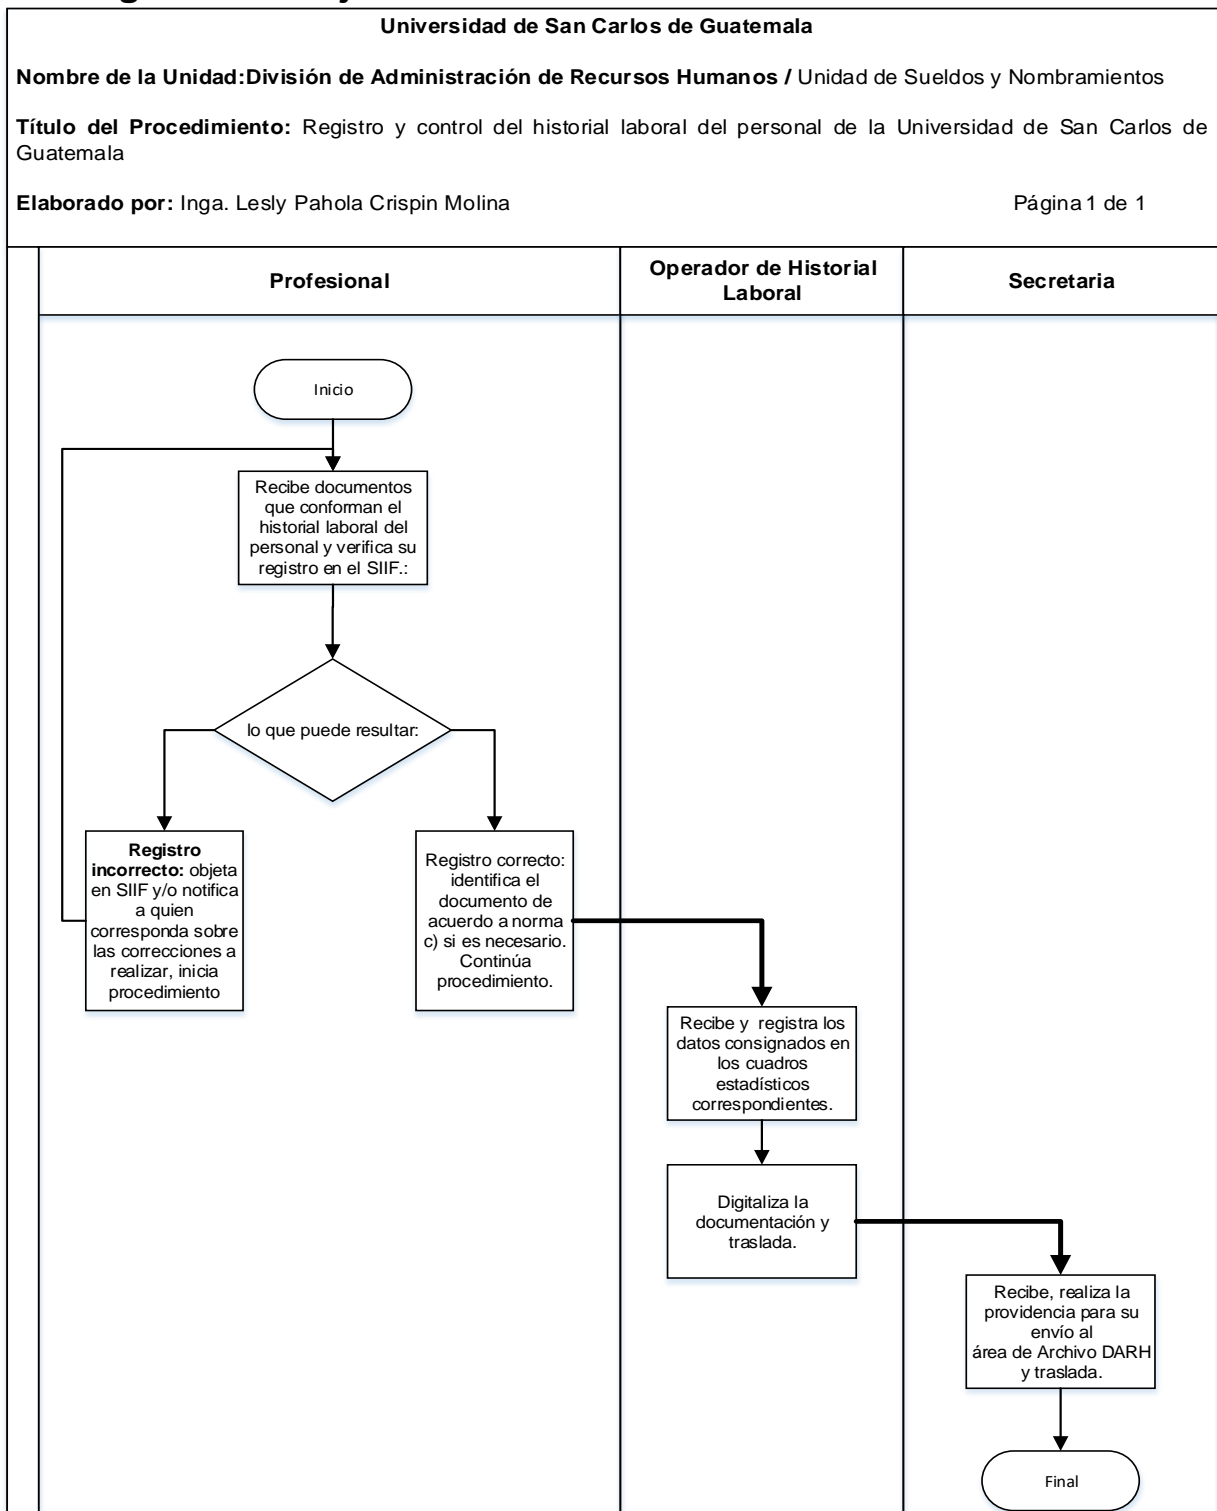 Universidad de San Carlos de Guatemala
Nombre de la Unidad:División de Administración de Recursos Humanos / Unidad de Sueldos y Nombramientos
Título del Procedimiento: Registro y control del historial laboral del personal de la Universidad de San Carlos de
Guatemala
Elaborado por: Inga. Lesly Pahola Crispin Molina Página 1 de 1
Profesional
Operador de Historial
Laboral
Secretaria
Inicio
Recibe documentos
que conforman el
historial laboral del
personal y verifica su
registro en el SIIF.:
lo que puede resultar:
Registro
incorrecto: objeta
en SIIF y/o notifica
a quien
corresponda sobre
las correcciones a
realizar, inicia
procedimiento
Registro correcto:
identifica el
documento de
acuerdo a norma
c) si es necesario.
Continúa
procedimiento.
Recibe y registra los
datos consignados en
los cuadros
estadísticos
correspondientes.
Digitaliza la
documentación y
traslada.
Recibe, realiza la
providencia para su
envío al
área de Archivo DARH
y traslada.
Final